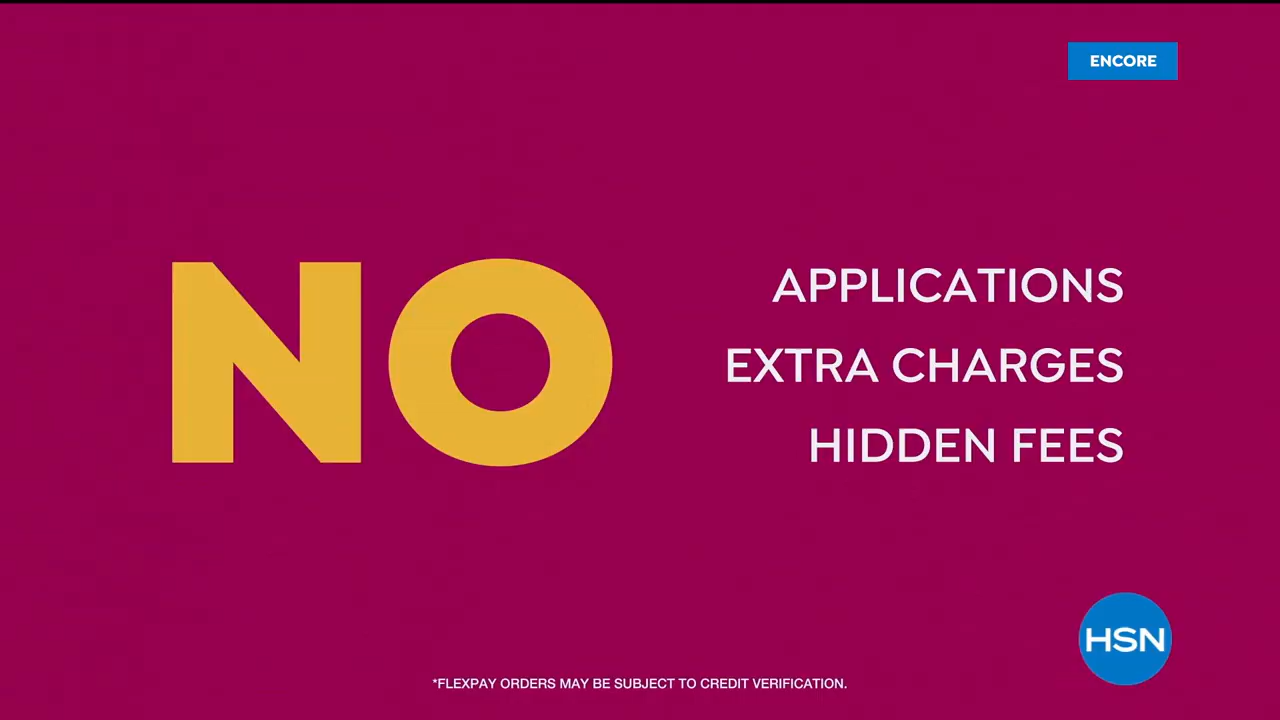 ENCORE
NO
APPLICATIONS
EXTRA CHARGES
HIDDEN FEES
HSN
*FLEXPAY ORDERS MAY BE SUBJECT TO CREDIT VERIFICATION.